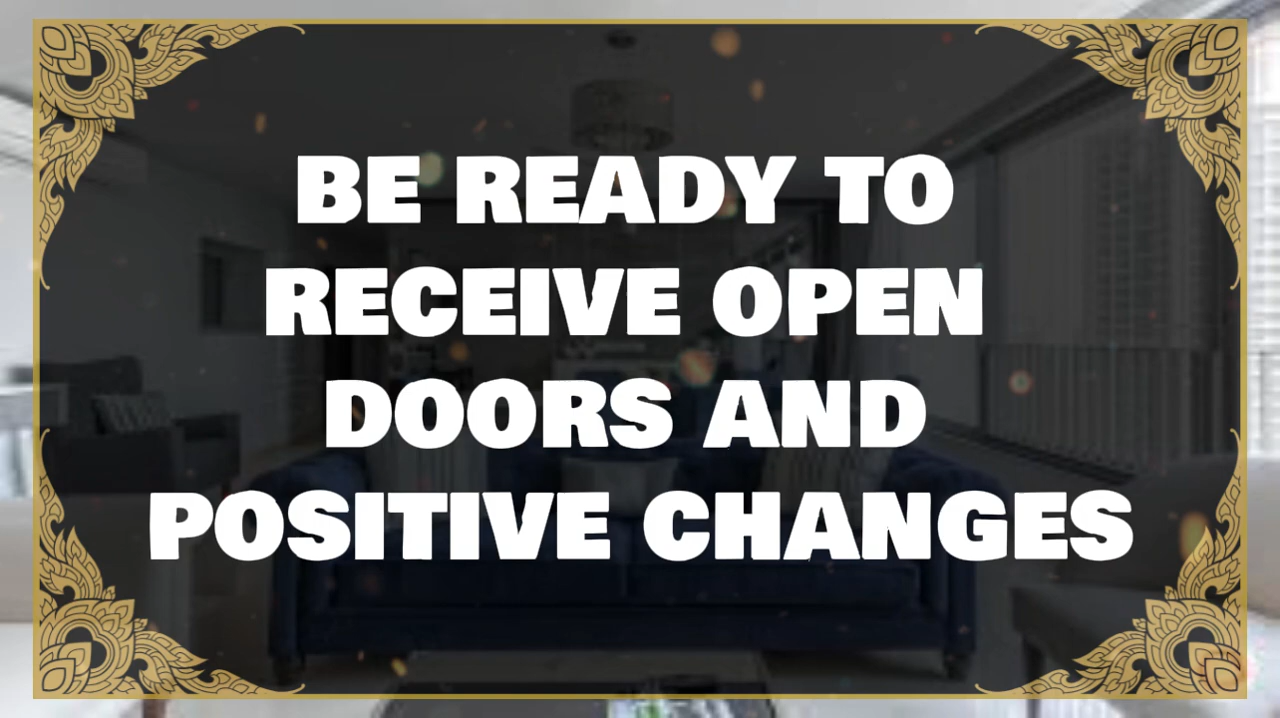 BE READY TO
RECEIVE OPEN
DOORS AND
POSITIVE CHANGES